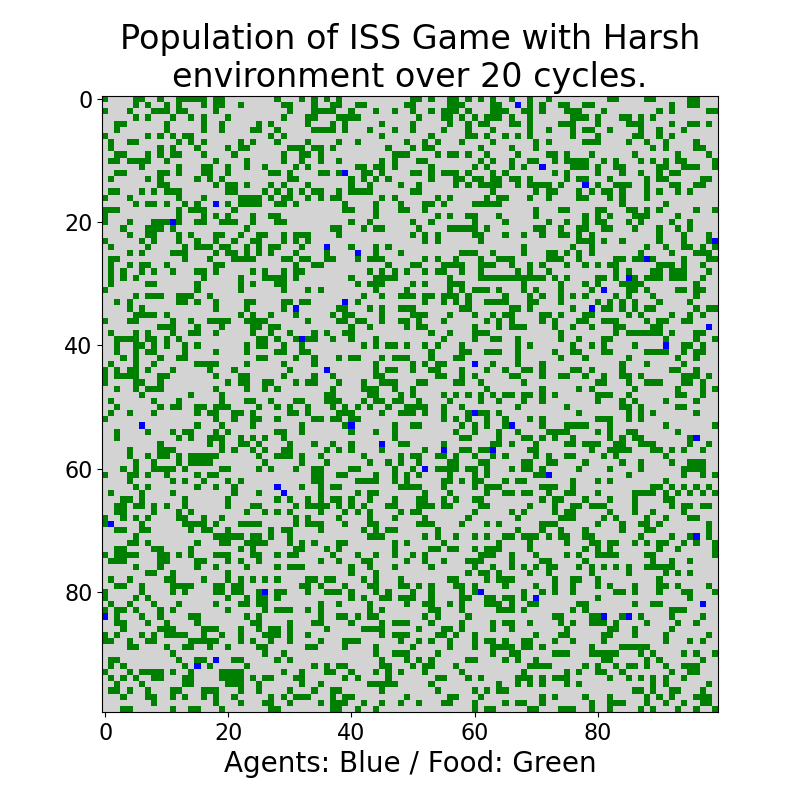 Population of ISS Game with Harsh
environment over 20 cycles.
0
20
40
60
80
0 20 40 60 80
Agents: Blue / Food: Green